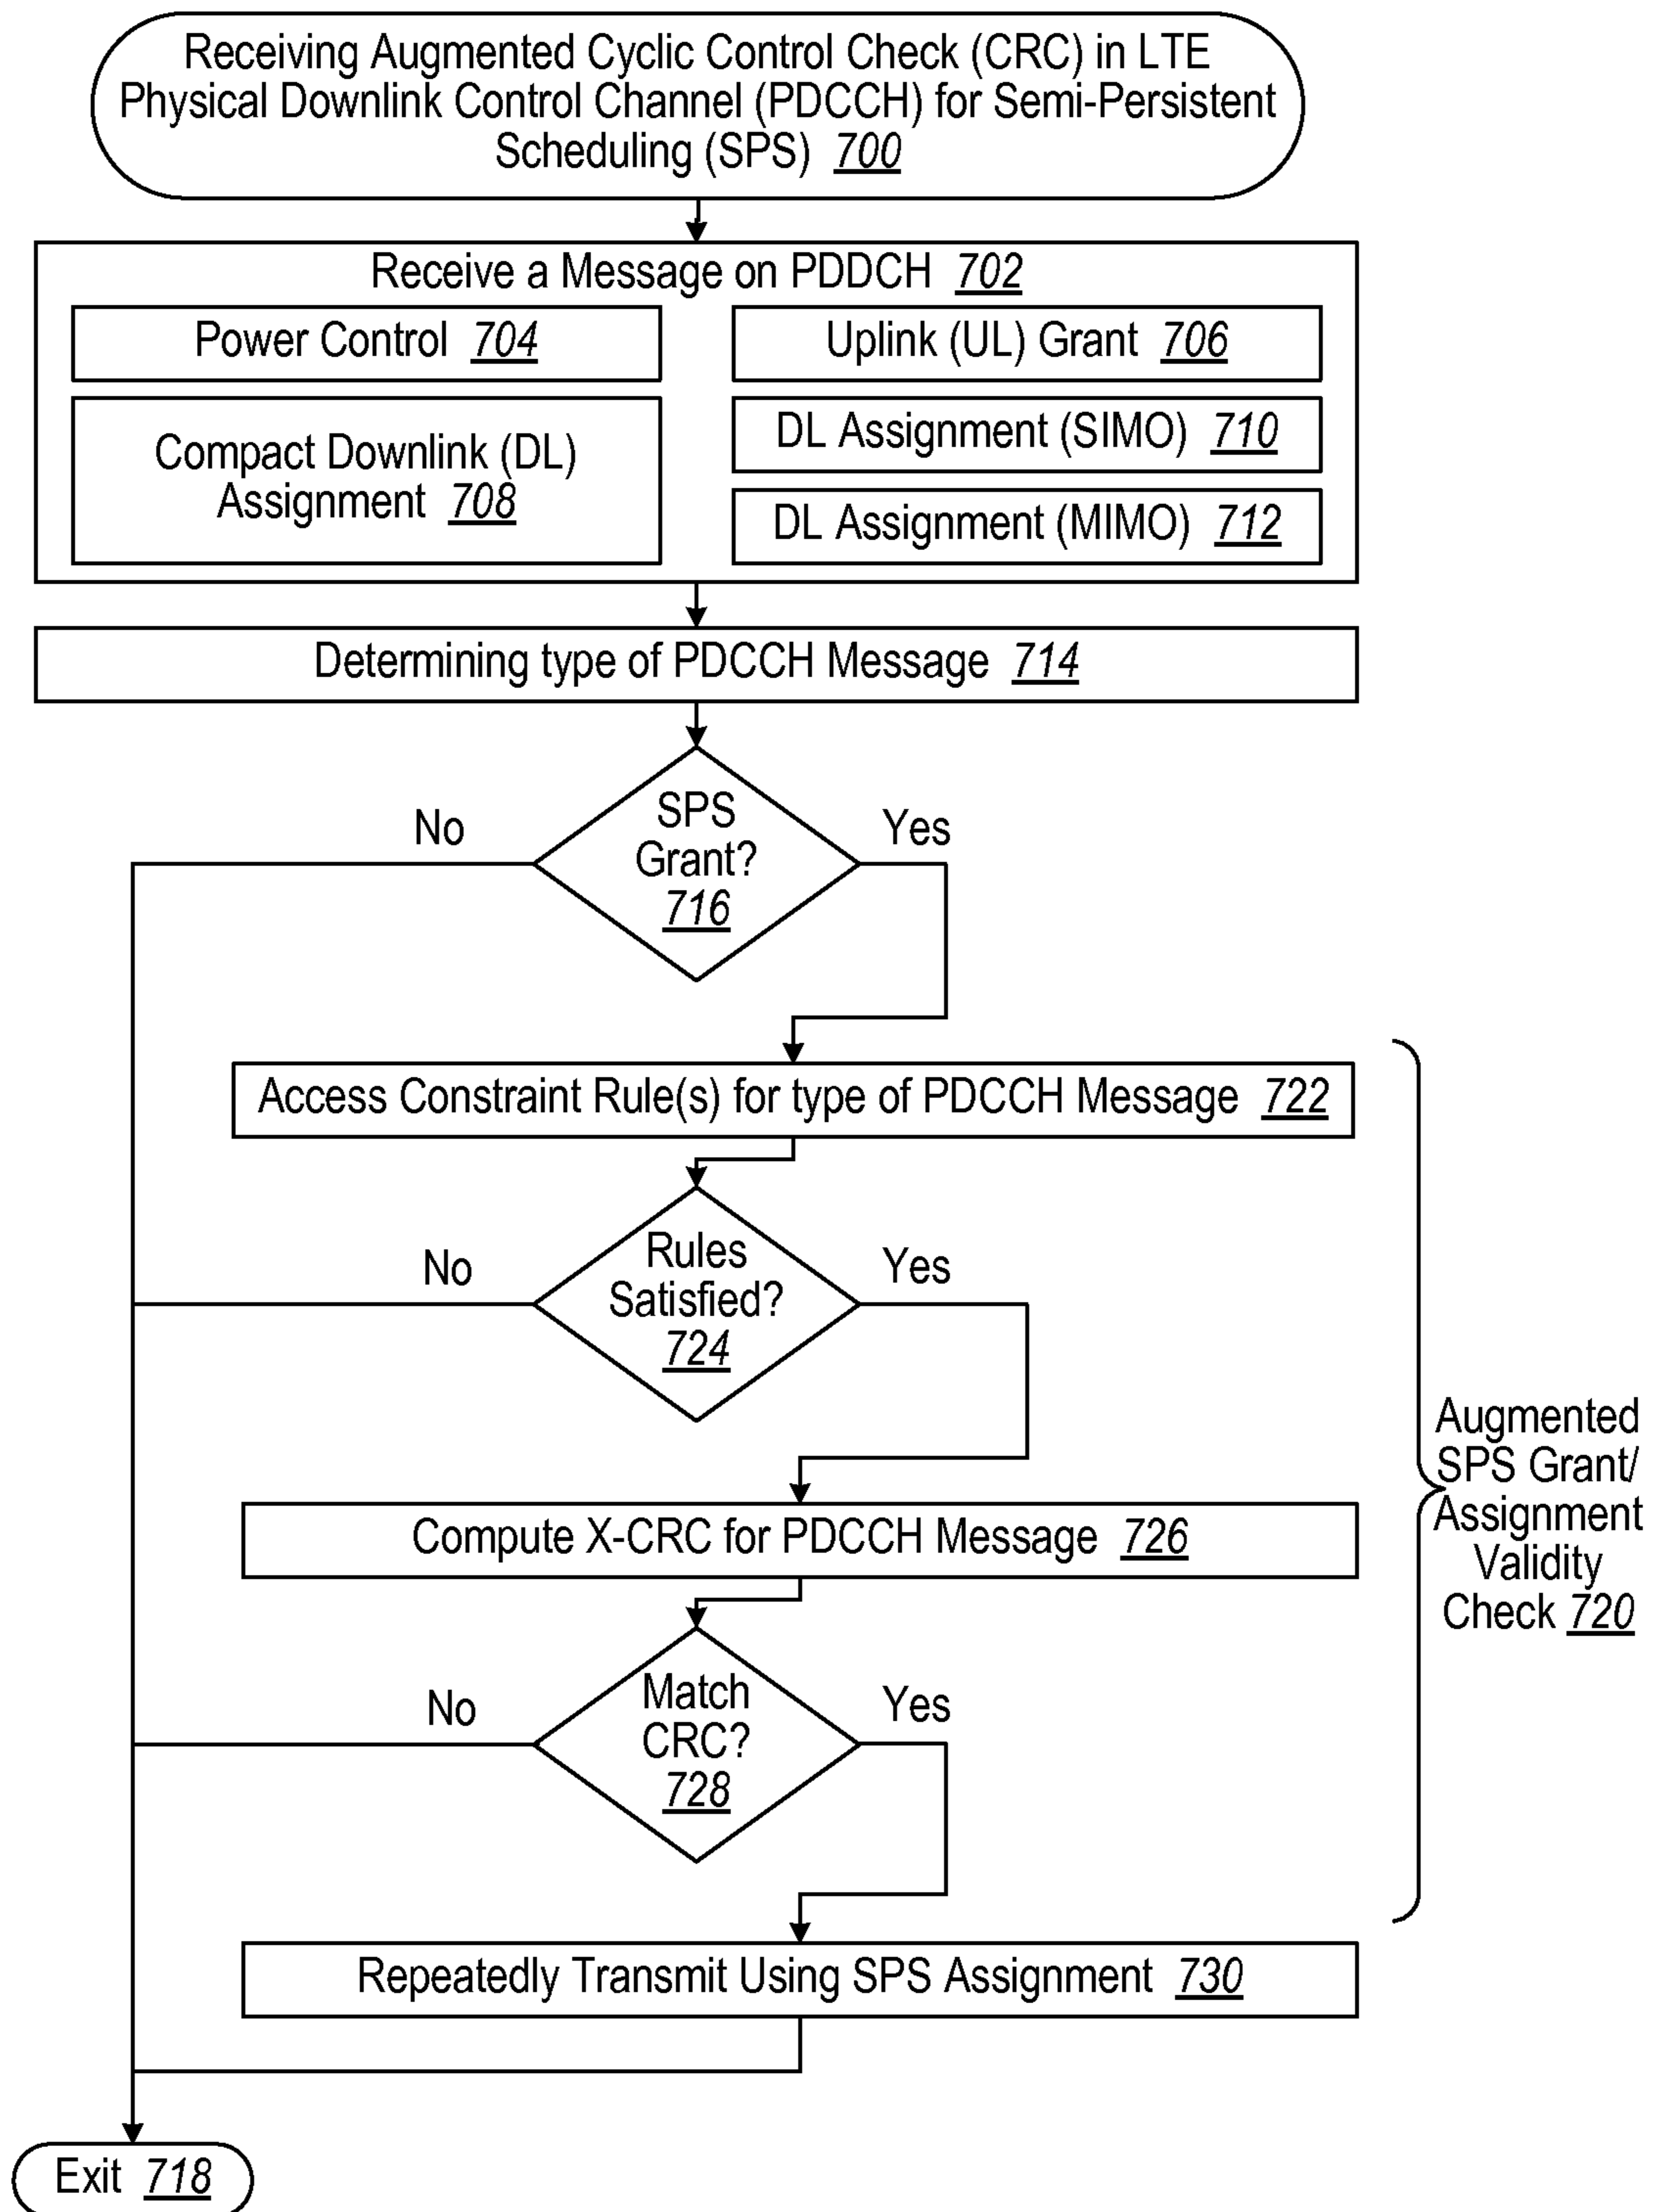 Receiving Augmented Cyclic Control Check (CRC) in LTE
Physical Downlink Control Channel (PDCCH) for Semi-Persistent
Scheduling (SPS) 700
Receive a Message on PDDCH 702
Power Control 704
Uplink (UL) Grant 706
Compact Downlink (DL)
Assignment 708
DL Assignment (SIMO) 710
DL Assignment (MIMO) 712
Determining type of PDCCH Message 714
SPS
Grant?
716
No
Yes
Access Constraint Rule(s) for type of PDCCH Message 722
Rules
Satisfied?
724
No
Yes
Compute X-CRC for PDCCH Message 726
Match
CRC?
728
No
Yes
Augmented
SPS Grant/
Assignment
Validity
Check 720
Repeatedly Transmit Using SPS Assignment 730
Exit 718